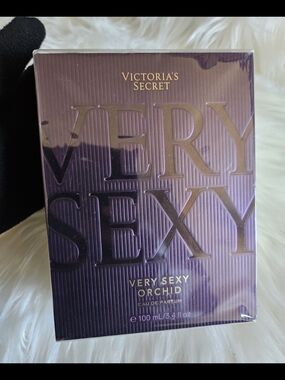 VICTORIA'S
SECRET
VERY
SEXY
VERY SEXY
ORCHID
EAU DE PARFUM
e 100 mL/3.4 fl oz